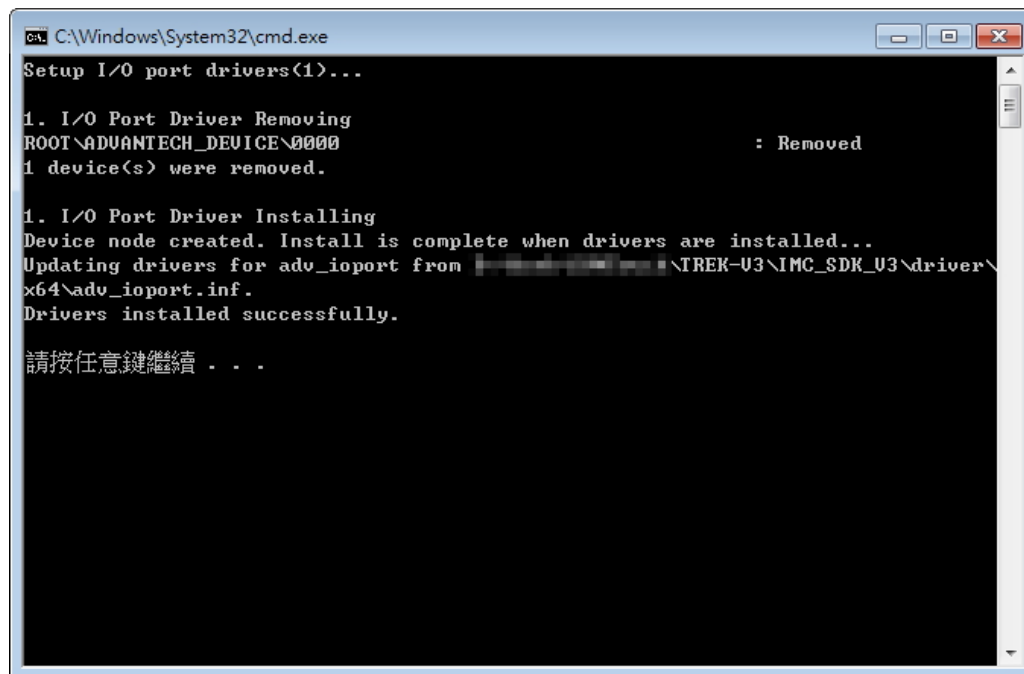 C:\Windows\System32\cmd.exe
Setup I/O port drivers(1)...
1. I/O Port Driver Removing
ROOT\ADVANTECH_DEVICE\0000 : Removed
1 device(s) were removed.
1. I/O Port Driver Installing
Device node created. Install is complete when drivers are installed...
Updating drivers for adv_ioport from \TREK-V3\IMC_SDK_V3\driver\
x64\adv_ioport.inf.
Drivers installed successfully.
請按任意鍵繼續 . . .